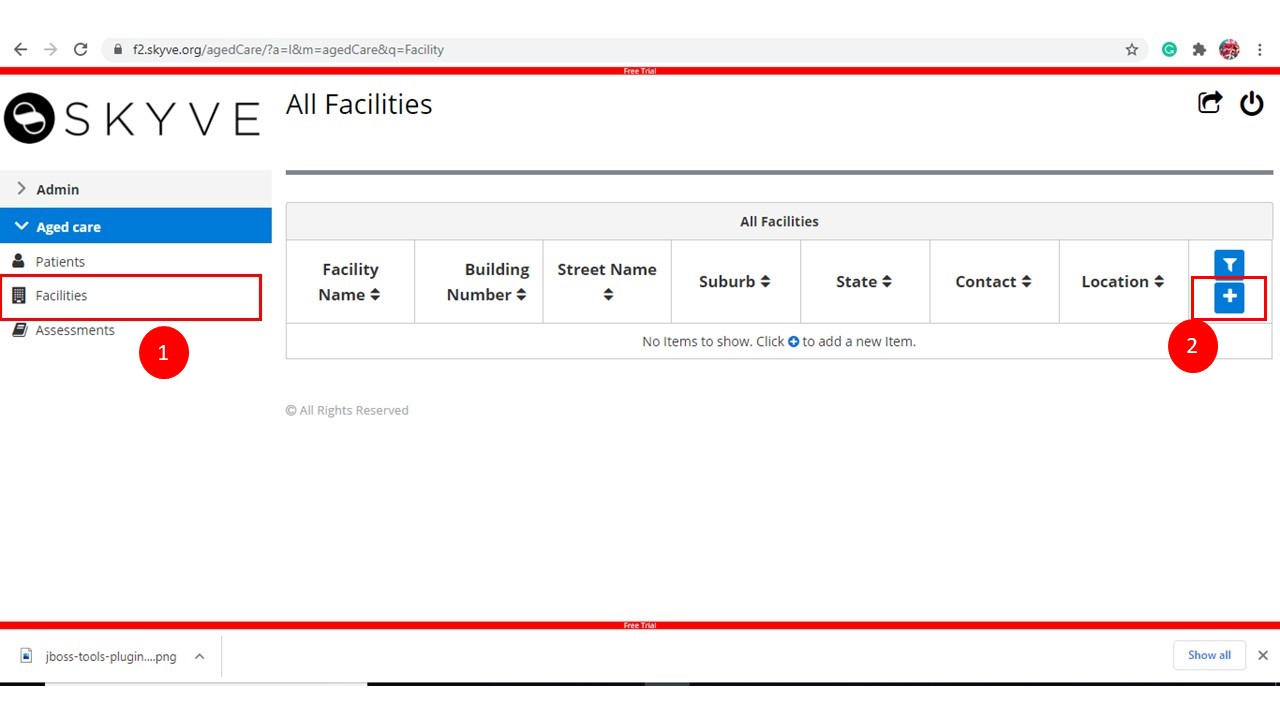 f2.skyve.org/agedCare/?a=l&m=agedCare&q=Facility
Free Trial
SKYVE
All Facilities
Admin
Aged care
Patients
Facilities
Assessments
1
All Facilities
Facility Name
Building Number
Street Name
Suburb
State
Contact
Location
No Items to show. Click to add a new Item.
2
© All Rights Reserved
Free Trial
jboss-tools-plugin....png
Show all